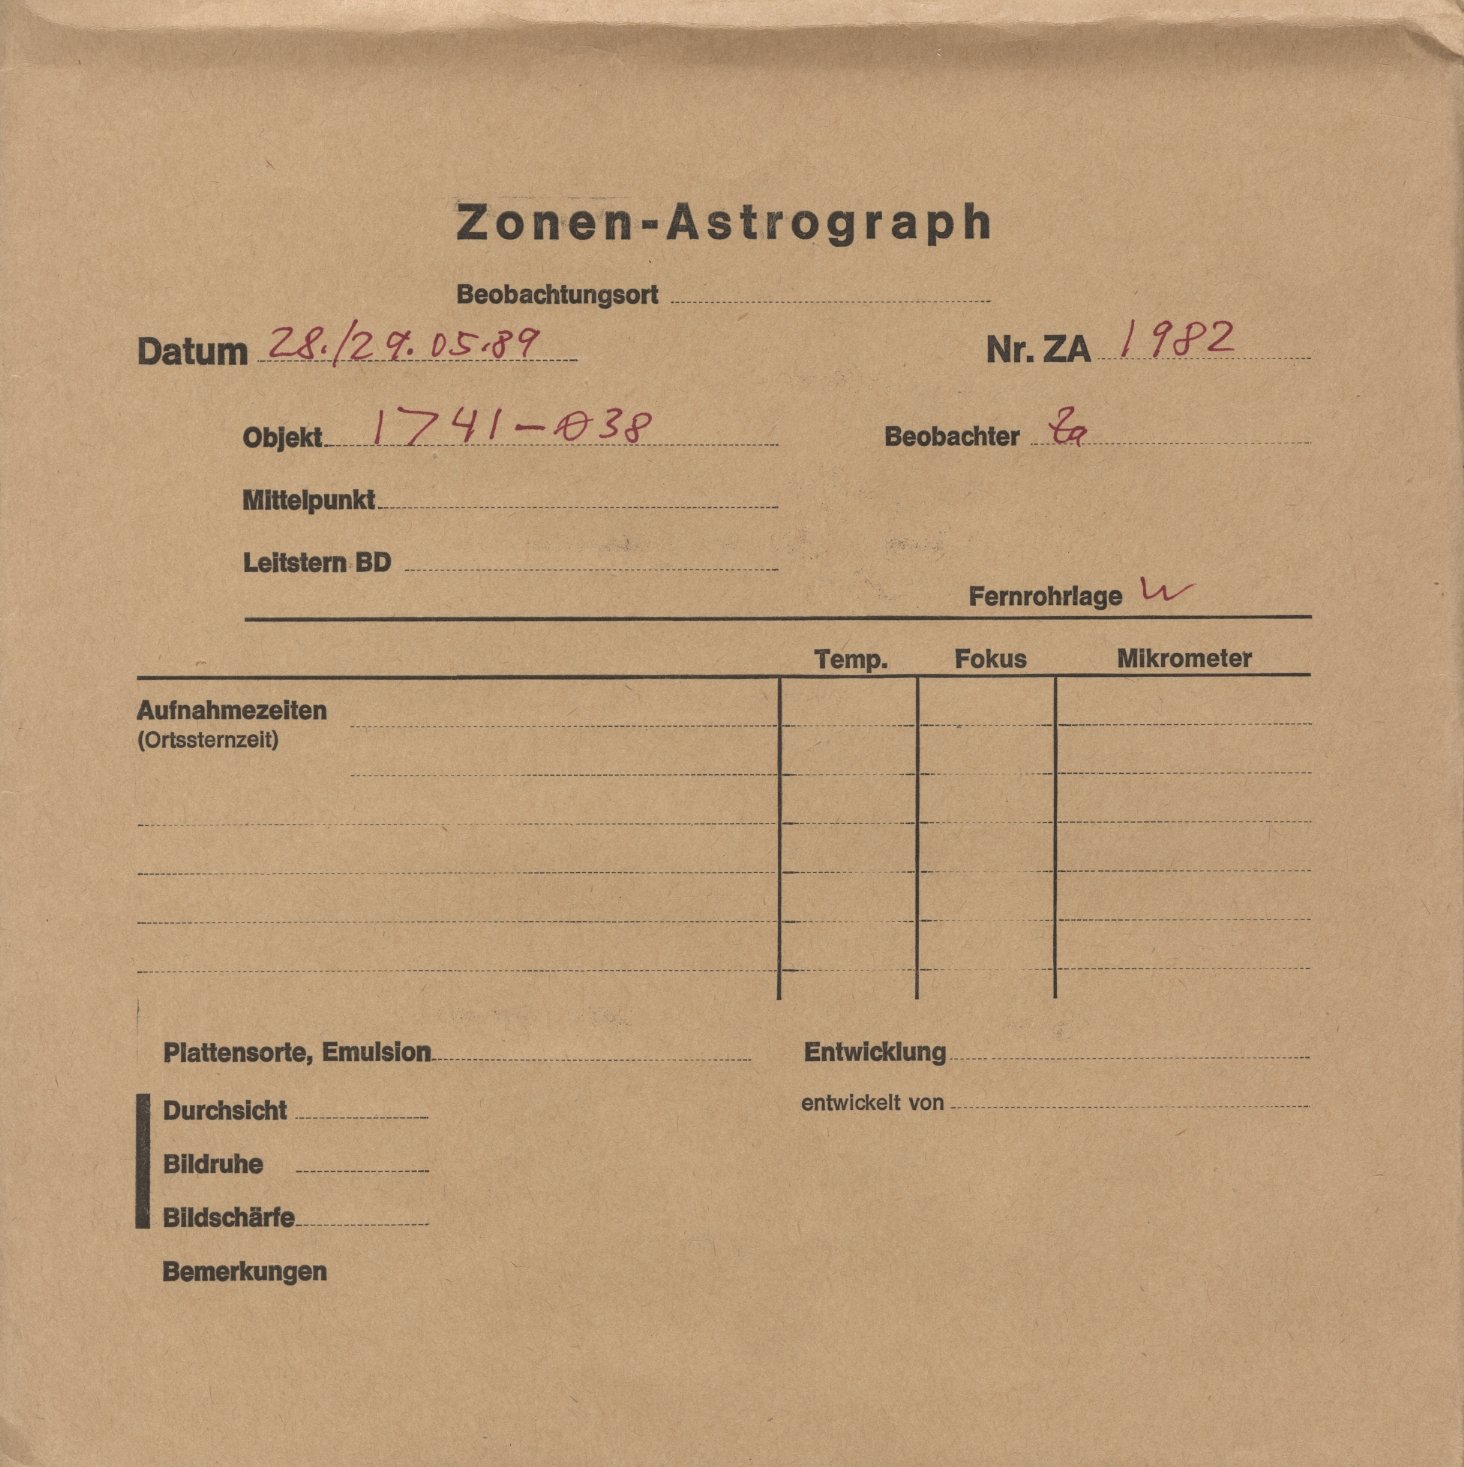 Zonen-Astrograph
Beobachtungsort
Datum 28./29.05.89 Nr. ZA 1982
Objekt 1741-038 Beobachter Za
Mittelpunkt
Leitstern BD
Fernrohrlage W
Temp. Fokus Mikrometer
Aufnahmezeiten
(Ortssternzeit)
Plattensorte, Emulsion Entwicklung
Durchsicht entwickelt von
Bildruhe
Bildschärfe
Bemerkungen